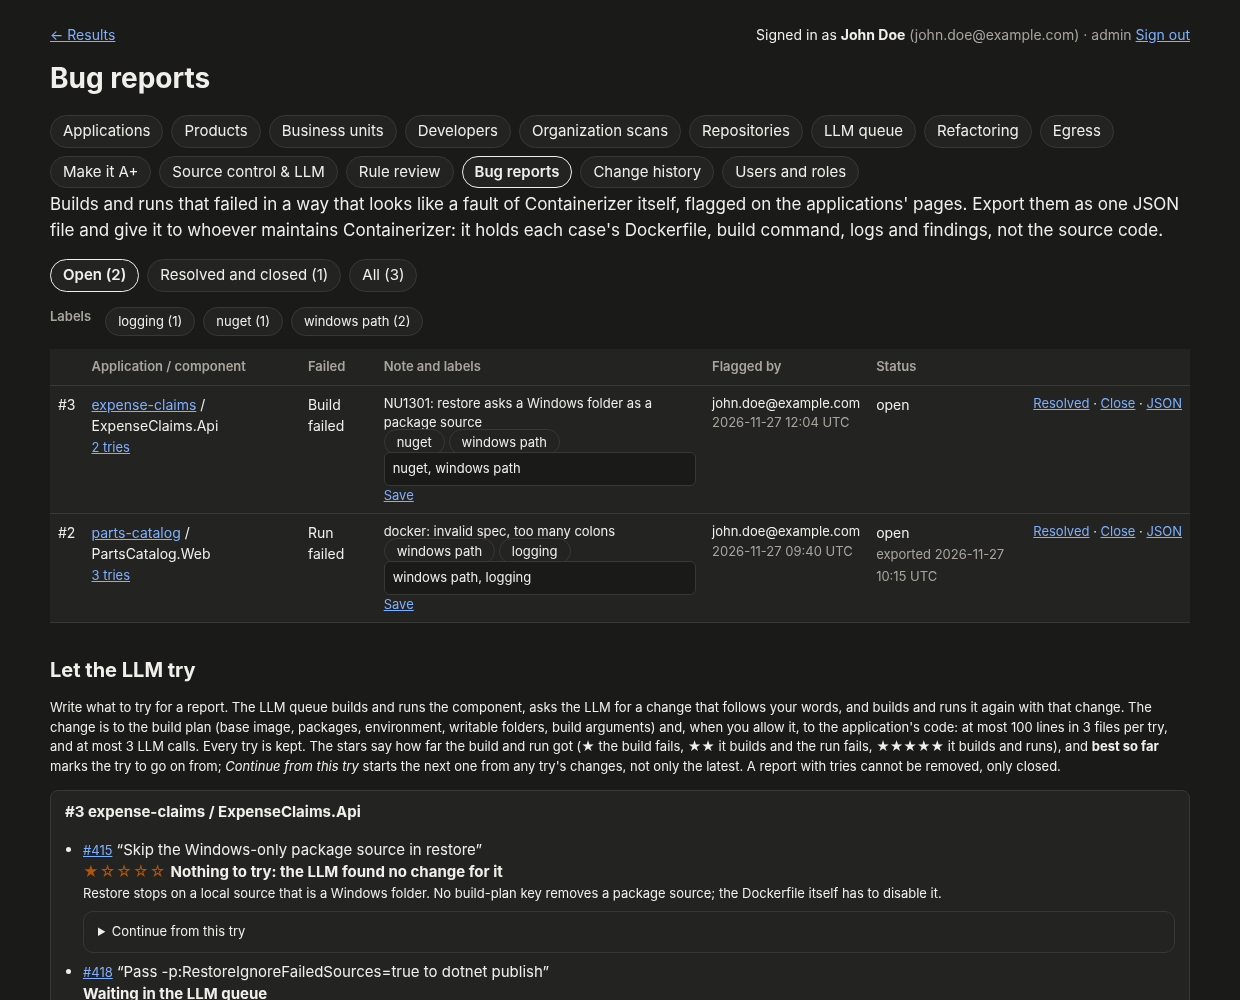 ← Results
Signed in as John Doe (john.doe@example.com) · admin Sign out
Bug reports
Applications Products Business units Developers Organization scans Repositories LLM queue Refactoring Egress
Make it A+ Source control & LLM Rule review Bug reports Change history Users and roles
Builds and runs that failed in a way that looks like a fault of Containerizer itself, flagged on the applications' pages. Export them as one JSON
file and give it to whoever maintains Containerizer: it holds each case's Dockerfile, build command, logs and findings, not the source code.
Open (2) Resolved and closed (1) All (3)
Labels logging (1) nuget (1) windows path (2)
Application / component Failed Note and labels Flagged by Status
#3 expense-claims / ExpenseClaims.Api
2 tries
Build failed
NU1301: restore asks a Windows folder as a
package source
nuget windows path
nuget, windows path
Save
john.doe@example.com
2026-11-27 12:04 UTC
open
Resolved · Close · JSON
#2 parts-catalog / PartsCatalog.Web
3 tries
Run failed
docker: invalid spec, too many colons
windows path logging
windows path, logging
Save
john.doe@example.com
2026-11-27 09:40 UTC
open
exported 2026-11-27
10:15 UTC
Resolved · Close · JSON
Let the LLM try
Write what to try for a report. The LLM queue builds and runs the component, asks the LLM for a change that follows your words, and builds and runs it again with that change. The
change is to the build plan (base image, packages, environment, writable folders, build arguments) and, when you allow it, to the application's code: at most 100 lines in 3 files per try,
and at most 3 LLM calls. Every try is kept. The stars say how far the build and run got (★ the build fails, ★★ it builds and the run fails, ★★★★★ it builds and runs), and best so far
marks the try to go on from; Continue from this try starts the next one from any try's changes, not only the latest. A report with tries cannot be removed, only closed.
#3 expense-claims / ExpenseClaims.Api
• #415 “Skip the Windows-only package source in restore”
★☆☆☆☆ Nothing to try: the LLM found no change for it
Restore stops on a local source that is a Windows folder. No build-plan key removes a package source; the Dockerfile itself has to disable it.
▶ Continue from this try
• #418 “Pass -p:RestoreIgnoreFailedSources=true to dotnet publish”
Waiting in the LLM queue